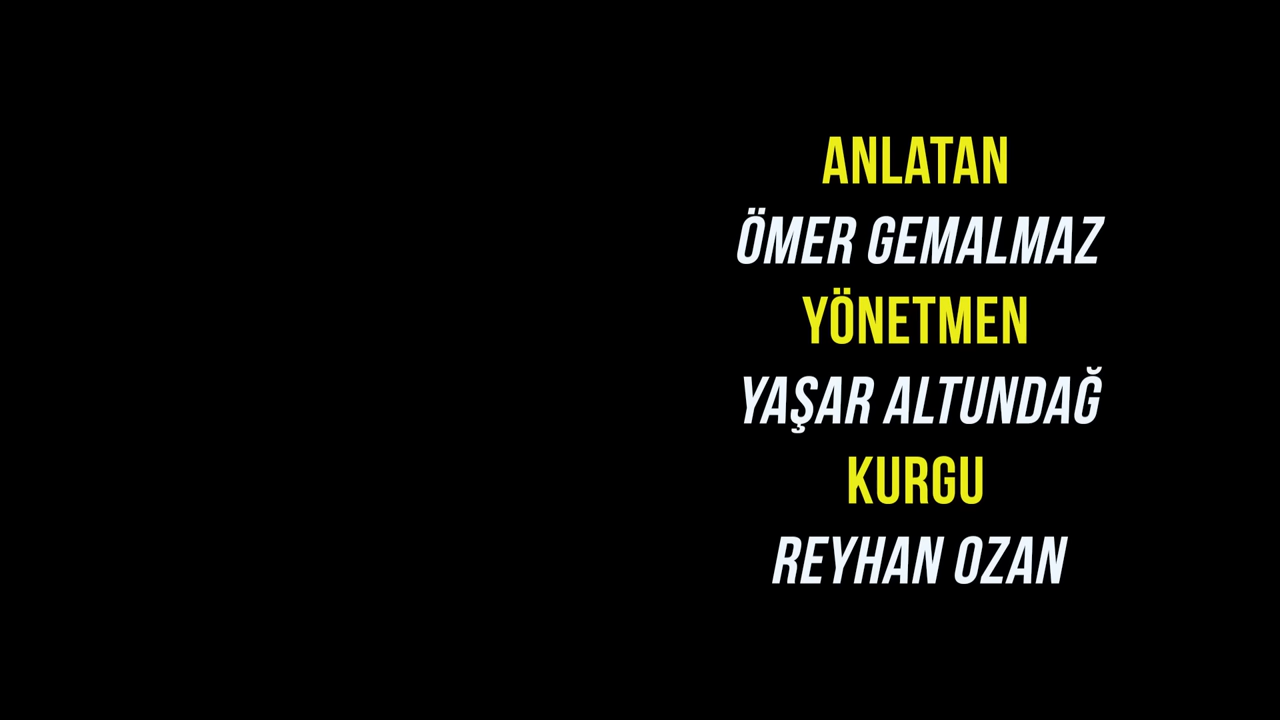 ANLATAN
ÖMER GEMALMAZ
YÖNETMEN
YAŞAR ALTUNDAĞ
KURGU
REYHAN OZAN